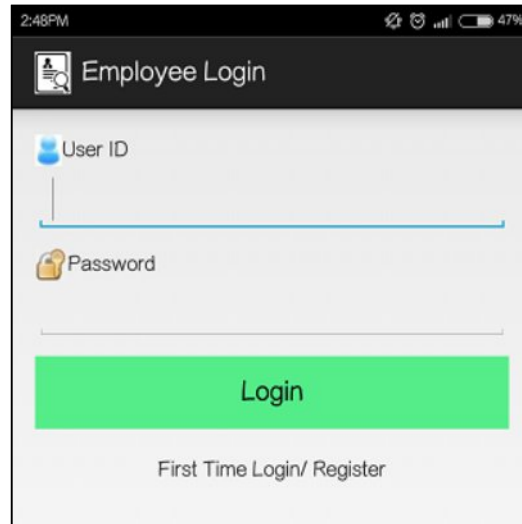 2:48PM 47%
Employee Login
User ID
Password
Login
First Time Login/ Register